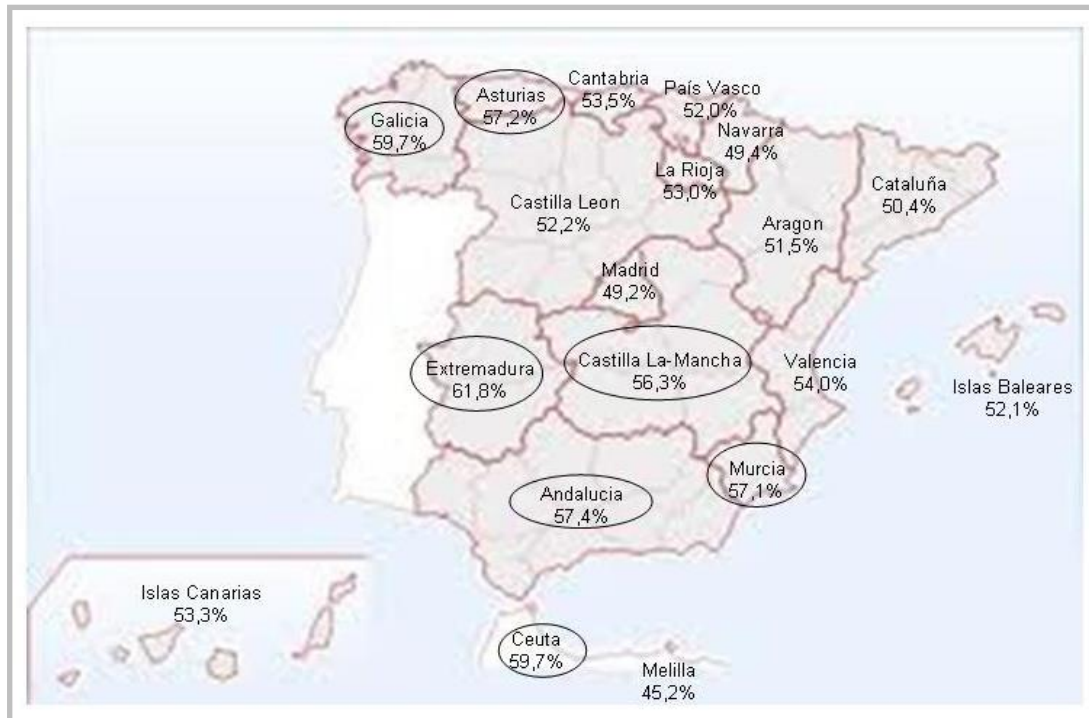 Cantabria
53,5%
País Vasco
52,0%
Asturias
57,2%
Galicia
59,7%
Navarra
49,4%
La Rioja
53,0%
Cataluña
50,4%
Castilla Leon
52,2%
Aragon
51,5%
Madrid
49,2%
Extremadura
61,8%
Castilla La-Mancha
56,3%
Valencia
54,0%
Islas Baleares
52,1%
Murcia
57,1%
Andalucia
57,4%
Islas Canarias
53,3%
Ceuta
59,7%
Melilla
45,2%